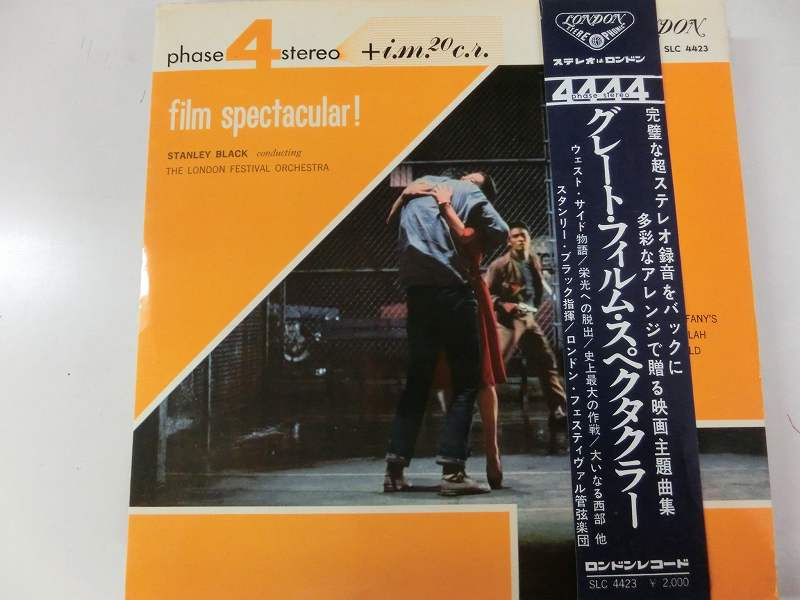 phase 4 stereo
+i.m.20c.r.
film spectacular!
STANLEY BLACK conducting
THE LONDON FESTIVAL ORCHESTRA
DON
SLC 4423
FANY'S
LAH
LD
LONDON
STEREO PHONIC
ステレオはロンドン
4444
phase stereo
完璧な超ステレオ録音をバックに
多彩なアレンジで贈る映画主題曲集
グレート・フィルム・スペクタクラー
ウェスト・サイド物語/栄光への脱出/史上最大の作戦/大いなる西部 他
スタンリー・ブラック指揮/ロンドン・フェスティヴァル管弦楽団
ロンドンレコード
SLC 4423 ¥ 2,000